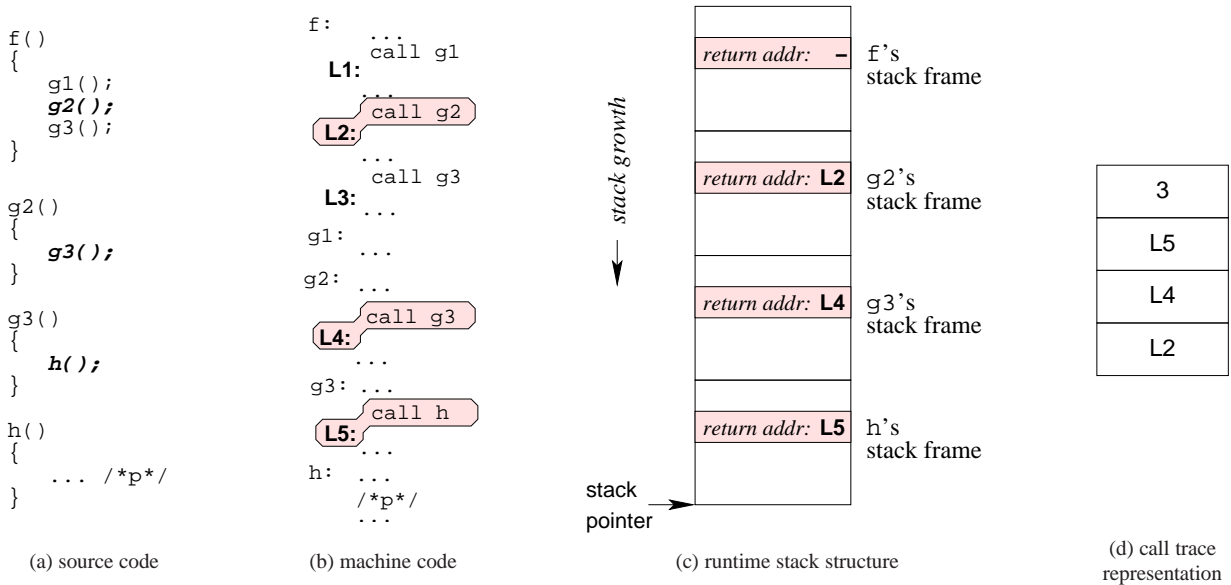 f()
{
g1();
g2();
g3();
}
g2()
{
g3();
}
g3()
{
h();
}
h()
{
... /*p*/
}
(a) source code
f:
...
call g1
L1:
...
call g2
L2:
...
call g3
L3:
...
g1:
...
g2:
...
call g3
L4:
...
g3: ...
call h
L5:
...
h: ...
/*p*/
...
(b) machine code
stack growth
return addr: –
f's
stack frame
return addr: L2
g2's
stack frame
return addr: L4
g3's
stack frame
return addr: L5
h's
stack frame
stack
pointer
(c) runtime stack structure
3
L5
L4
L2
(d) call trace
representation